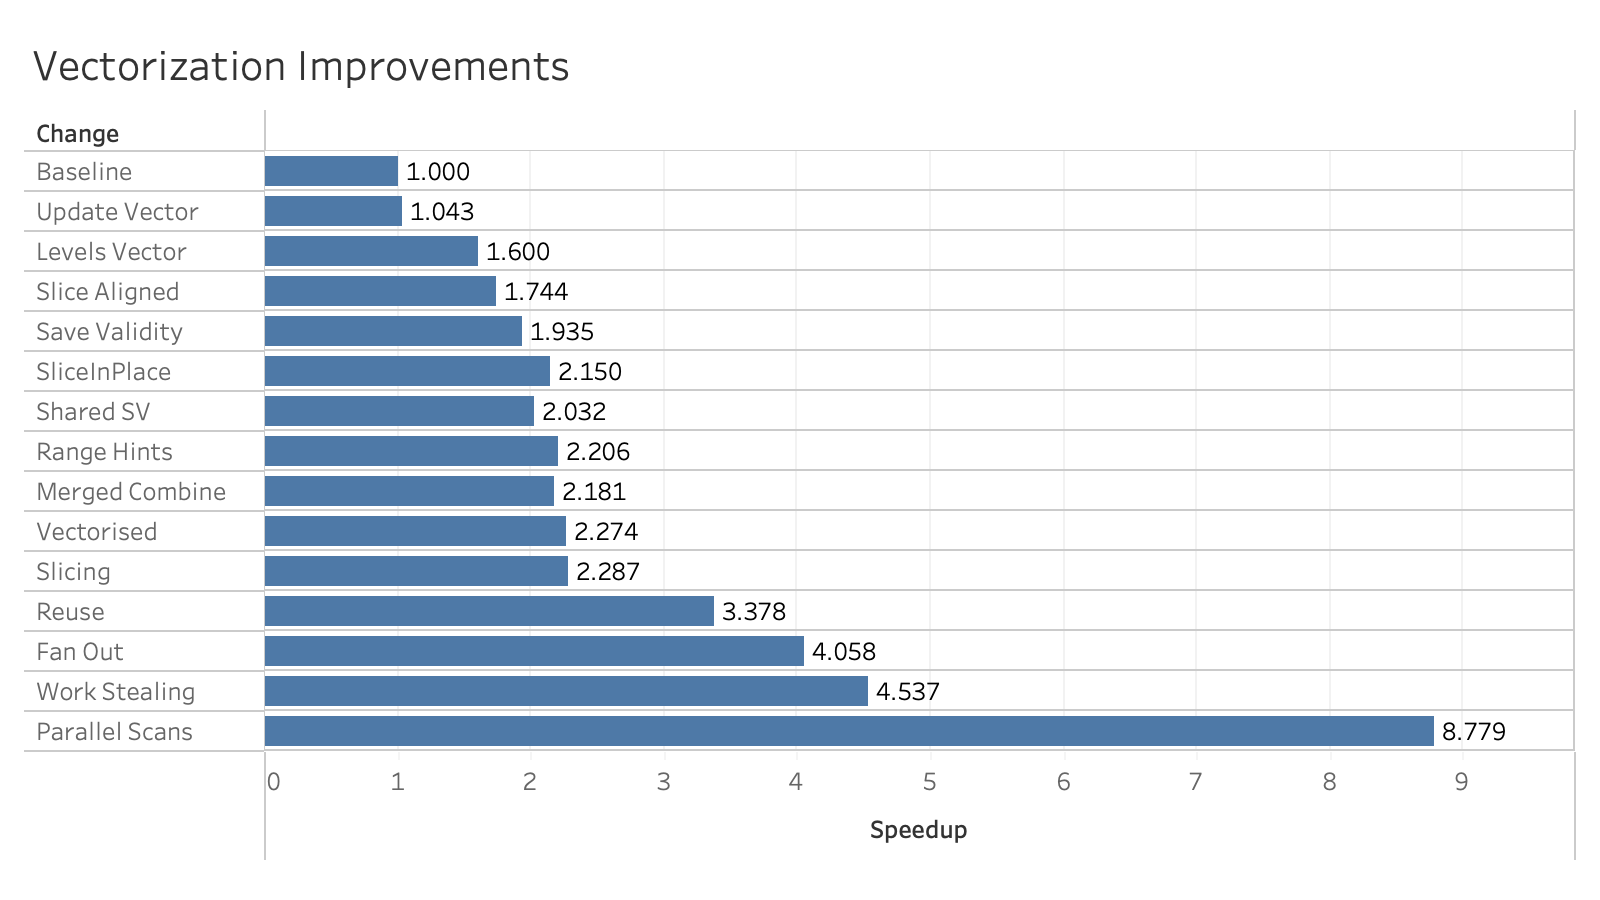 Vectorization Improvements
Change
Baseline 1.000
Update Vector 1.043
Levels Vector 1.600
Slice Aligned 1.744
Save Validity 1.935
SliceInPlace 2.150
Shared SV 2.032
Range Hints 2.206
Merged Combine 2.181
Vectorised 2.274
Slicing 2.287
Reuse 3.378
Fan Out 4.058
Work Stealing 4.537
Parallel Scans 8.779
0 1 2 3 4 5 6 7 8 9
Speedup